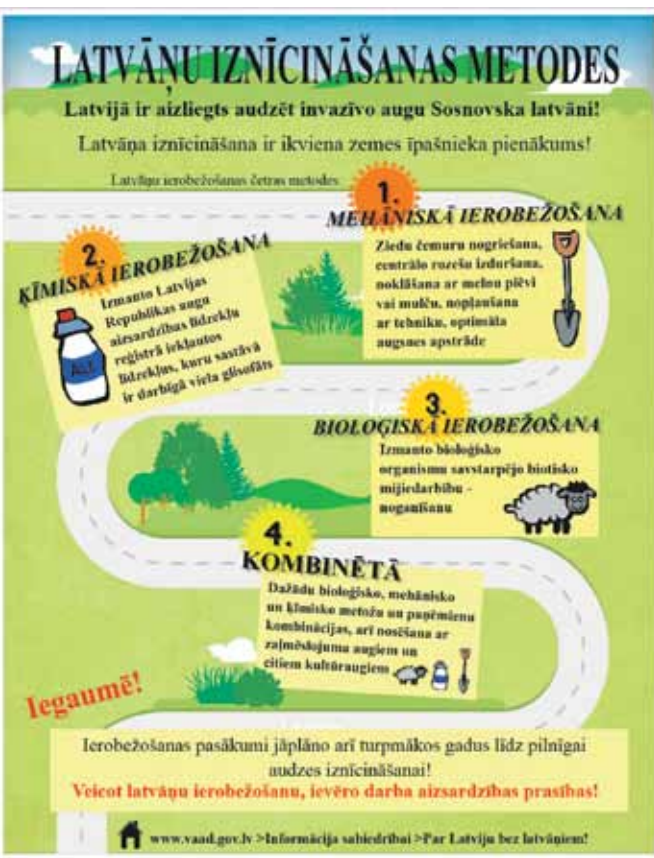 LATVĀŅU IZNĪCINĀŠANAS METODES
Latvijā ir aizliegts audzēt invazīvo augu Sosnovska latvāni!
Latvāņa iznīcināšana ir ikviena zemes īpašnieka pienākums!
Latvāņu ierobežošanas četras metodes
1.
MEHĀNISKĀ IEROBEŽOŠANA
Ziedu čemuru nogriešana,
centrālo rozešu izduršana,
noklāšana ar melnu plēvi
vai mulču, nopļaušana
ar tehniku, optimāla
augsnes apstrāde
2.
ĶĪMISKĀ IEROBEŽOŠANA
Izmanto Latvijas
Republikas augu
aizsardzības līdzekļu
reģistrā iekļautos
līdzekļus, kuru sastāvā
ir darbīgā viela glifosāts
3.
BIOLOĢISKĀ IEROBEŽOŠANA
Izmanto bioloģisko
organismu savstarpējo biotisko
mijiedarbību -
noganīšanu
4.
KOMBINĒTĀ
Dažādu bioloģisko, mehānisko
un ķīmisko metožu un paņēmienu
kombinācijas, arī nosēšana ar
zaļmēslojuma augiem un
citiem kultūraugiem
Iegaumē!
Ierobežošanas pasākumi jāplāno arī turpmākos gadus līdz pilnīgai
audzes iznīcināšanai!
Veicot latvāņu ierobežošanu, ievēro darba aizsardzības prasības!
www.vaad.gov.lv >Informācija sabiedrībai >Par Latviju bez latvāņiem!